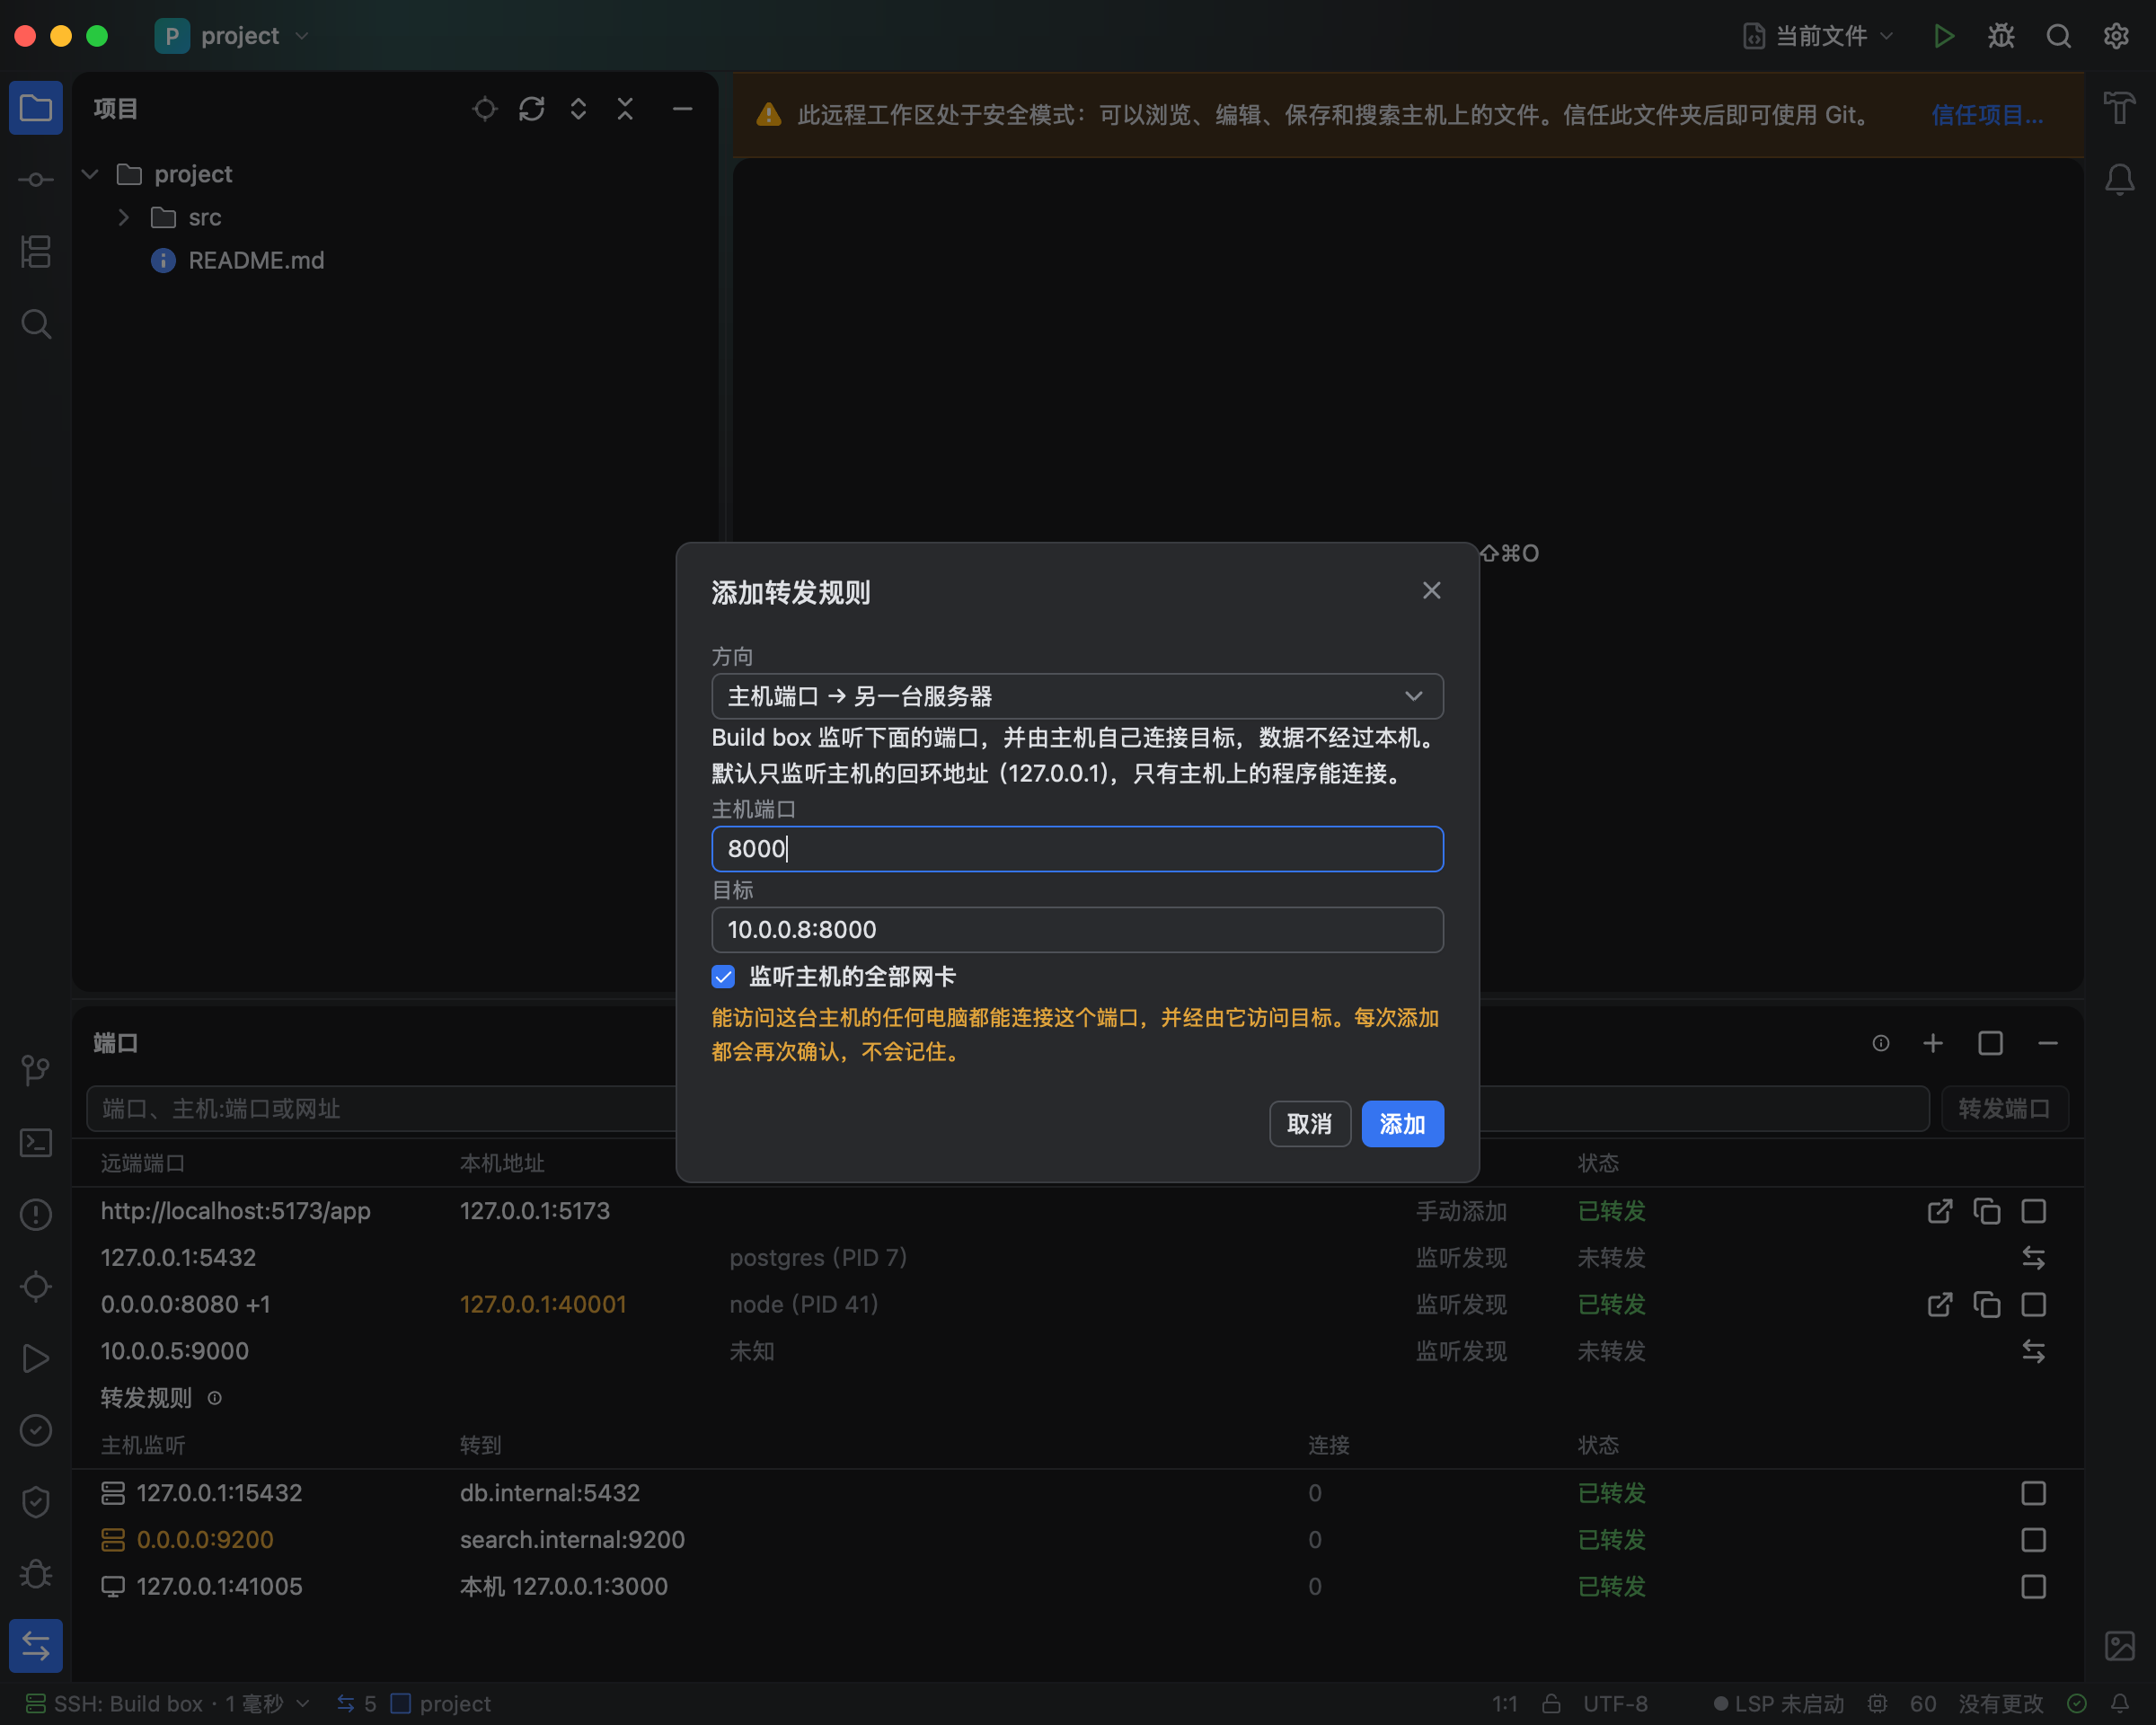 P project
当前文件
项目
此远程工作区处于安全模式：可以浏览、编辑、保存和搜索主机上的文件。信任此文件夹后即可使用 Git。 信任项目...
project
src
README.md
⇧⌘O
添加转发规则
方向
主机端口 → 另一台服务器
Build box 监听下面的端口，并由主机自己连接目标，数据不经过本机。
默认只监听主机的回环地址 (127.0.0.1)，只有主机上的程序能连接。
主机端口
8000
目标
10.0.0.8:8000
监听主机的全部网卡
能访问这台主机的任何电脑都能连接这个端口，并经由它访问目标。每次添加
都会再次确认，不会记住。
取消 添加
端口
端口、主机:端口或网址 转发端口
远端端口 本机地址 状态
http://localhost:5173/app 127.0.0.1:5173 手动添加 已转发
127.0.0.1:5432 postgres (PID 7) 监听发现 未转发
0.0.0.0:8080 +1 127.0.0.1:40001 node (PID 41) 监听发现 已转发
10.0.0.5:9000 未知 监听发现 未转发
转发规则
主机监听 转到 连接 状态
127.0.0.1:15432 db.internal:5432 0 已转发
0.0.0.0:9200 search.internal:9200 0 已转发
127.0.0.1:41005 本机 127.0.0.1:3000 0 已转发
SSH: Build box · 1 毫秒 5 project 1:1 UTF-8 LSP 未启动 60 没有更改